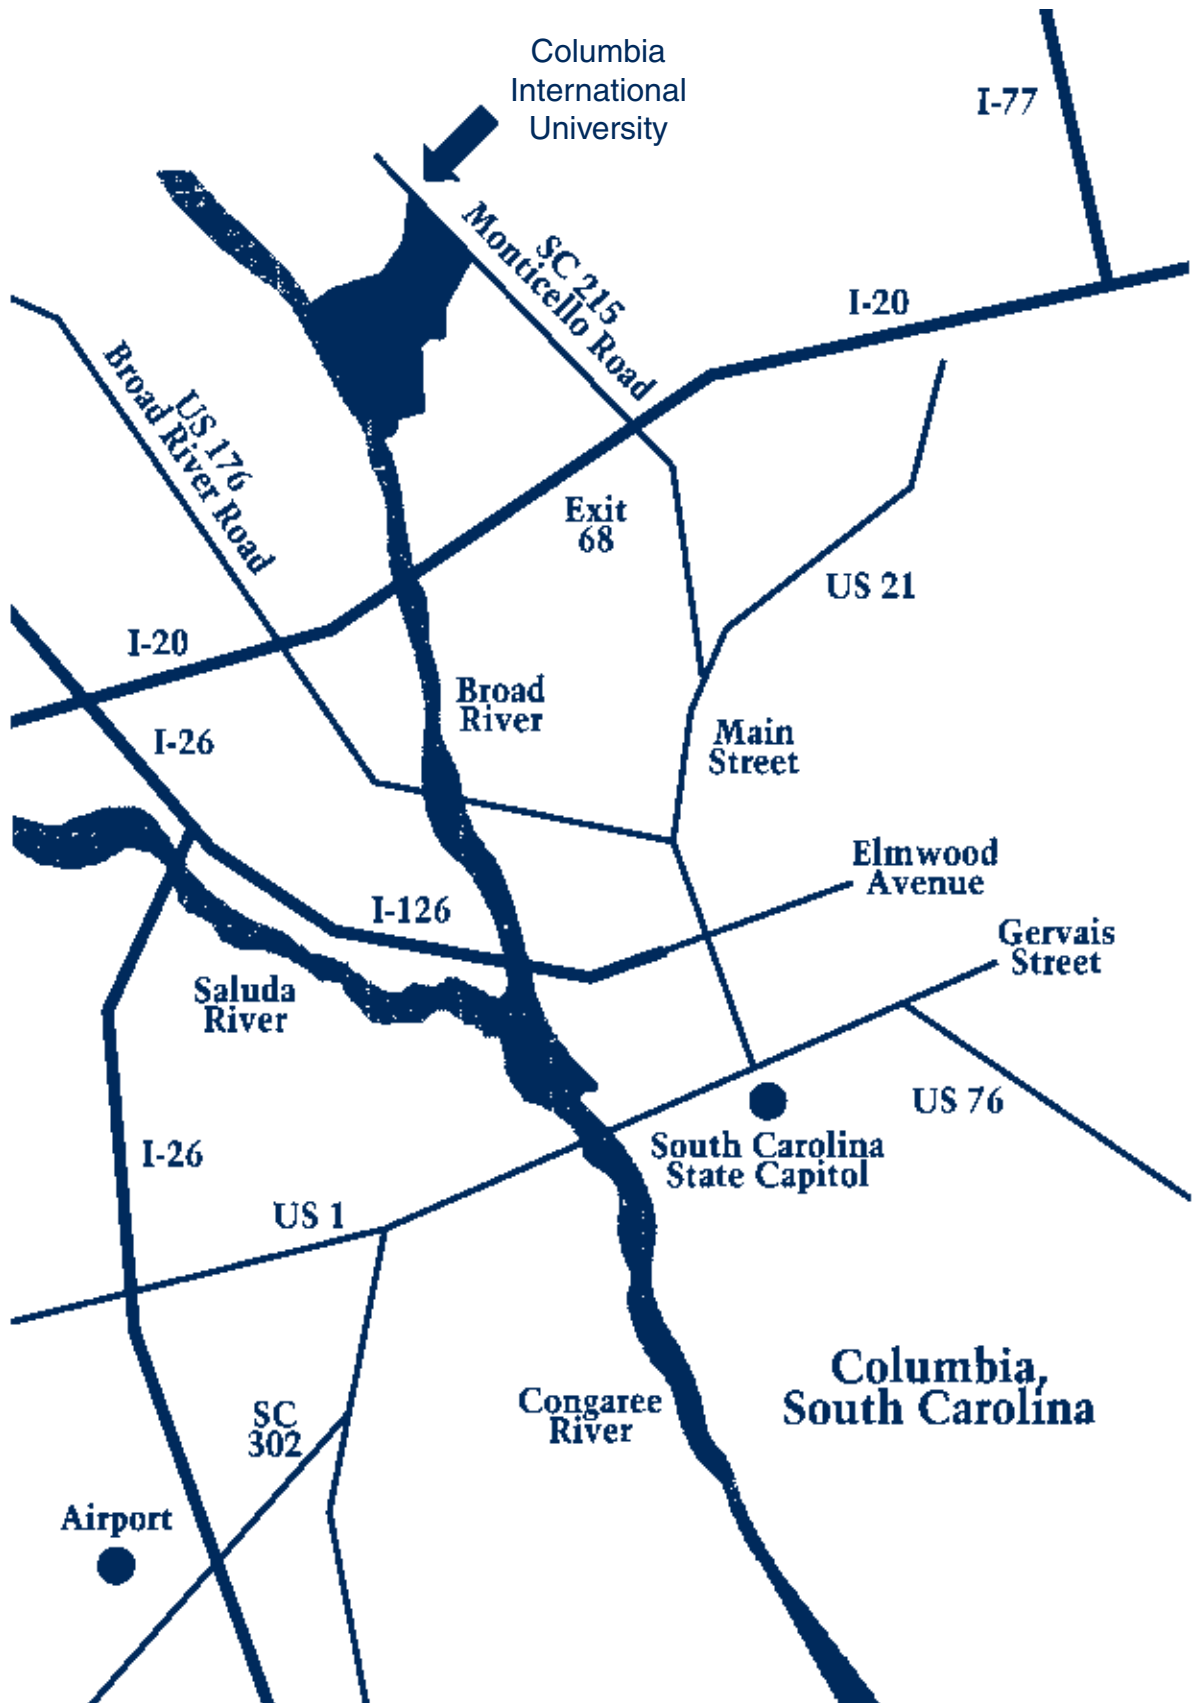 Columbia
International
University
I-77
SC 215
Monticello Road
I-20
US 176
Broad River Road
Exit
68
US 21
I-20
Broad
River
Main
Street
I-26
Elmwood
Avenue
I-126
Gervais
Street
Saluda
River
US 76
South Carolina
State Capitol
I-26
US 1
Columbia,
South Carolina
Congaree
River
SC
302
Airport